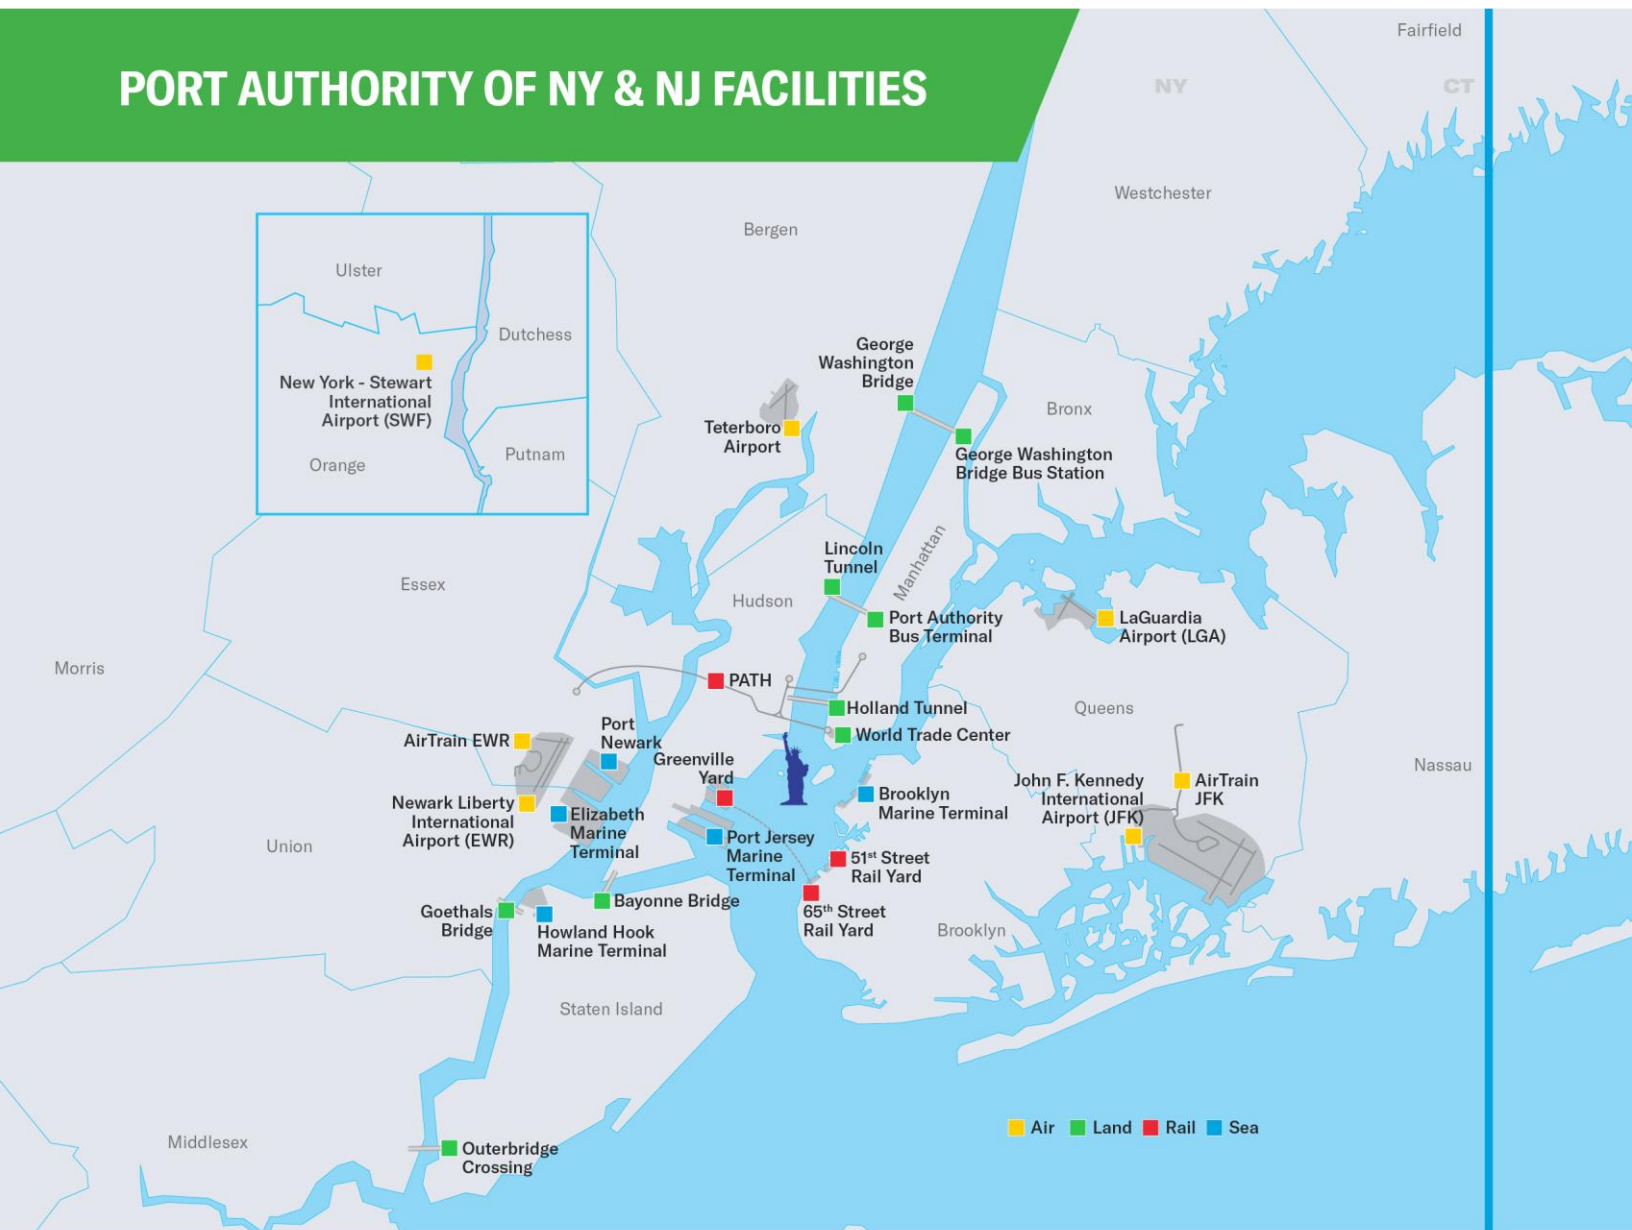 PORT AUTHORITY OF NY & NJ FACILITIES
Fairfield
NY
CT
Westchester
Bergen
Ulster
Dutchess
New York - Stewart
International
Airport (SWF)
Orange
Putnam
George
Washington
Bridge
Bronx
Teterboro
Airport
George Washington
Bridge Bus Station
Manhattan
Lincoln
Tunnel
Essex
Hudson
Port Authority
Bus Terminal
LaGuardia
Airport (LGA)
Morris
PATH
Holland Tunnel
Queens
World Trade Center
AirTrain EWR
Port
Newark
Greenville
Yard
Nassau
John F. Kennedy
International
Airport (JFK)
AirTrain
JFK
Newark Liberty
International
Airport (EWR)
Elizabeth
Marine
Terminal
Brooklyn
Marine Terminal
Port Jersey
Marine
Terminal
Union
51st Street
Rail Yard
65th Street
Rail Yard
Bayonne Bridge
Goethals
Bridge
Howland Hook
Marine Terminal
Brooklyn
Staten Island
Middlesex
Outerbridge
Crossing
Air
Land
Rail
Sea